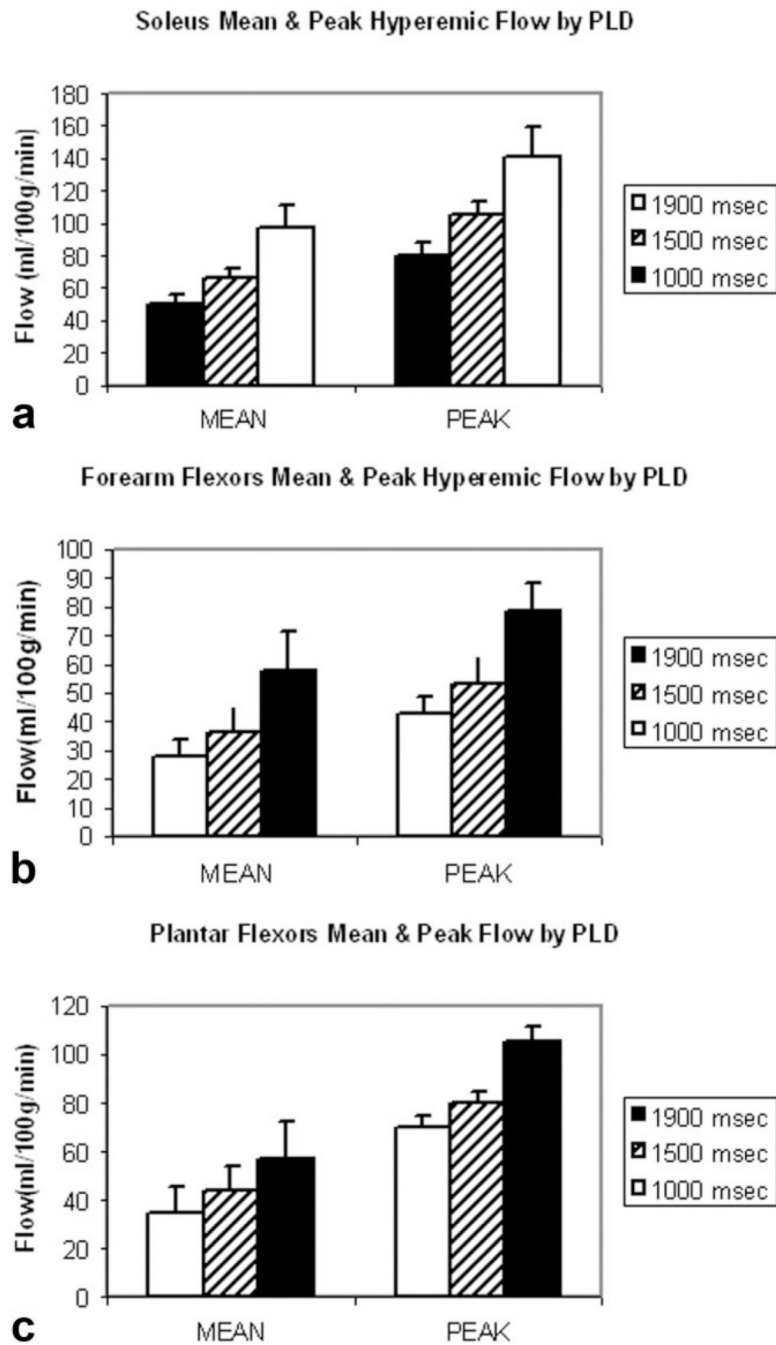 Soleus Mean & Peak Hyperemic Flow by PLD
Flow (ml/100g/min)
180
160
140
120
100
80
60
40
20
0
MEAN PEAK
1900 msec
1500 msec
1000 msec
a
Forearm Flexors Mean & Peak Hyperemic Flow by PLD
Flow(ml/100g/min)
100
90
80
70
60
50
40
30
20
10
0
MEAN PEAK
1900 msec
1500 msec
1000 msec
b
Plantar Flexors Mean & Peak Flow by PLD
Flow(ml/100g/min)
120
100
80
60
40
20
0
MEAN PEAK
1900 msec
1500 msec
1000 msec
c